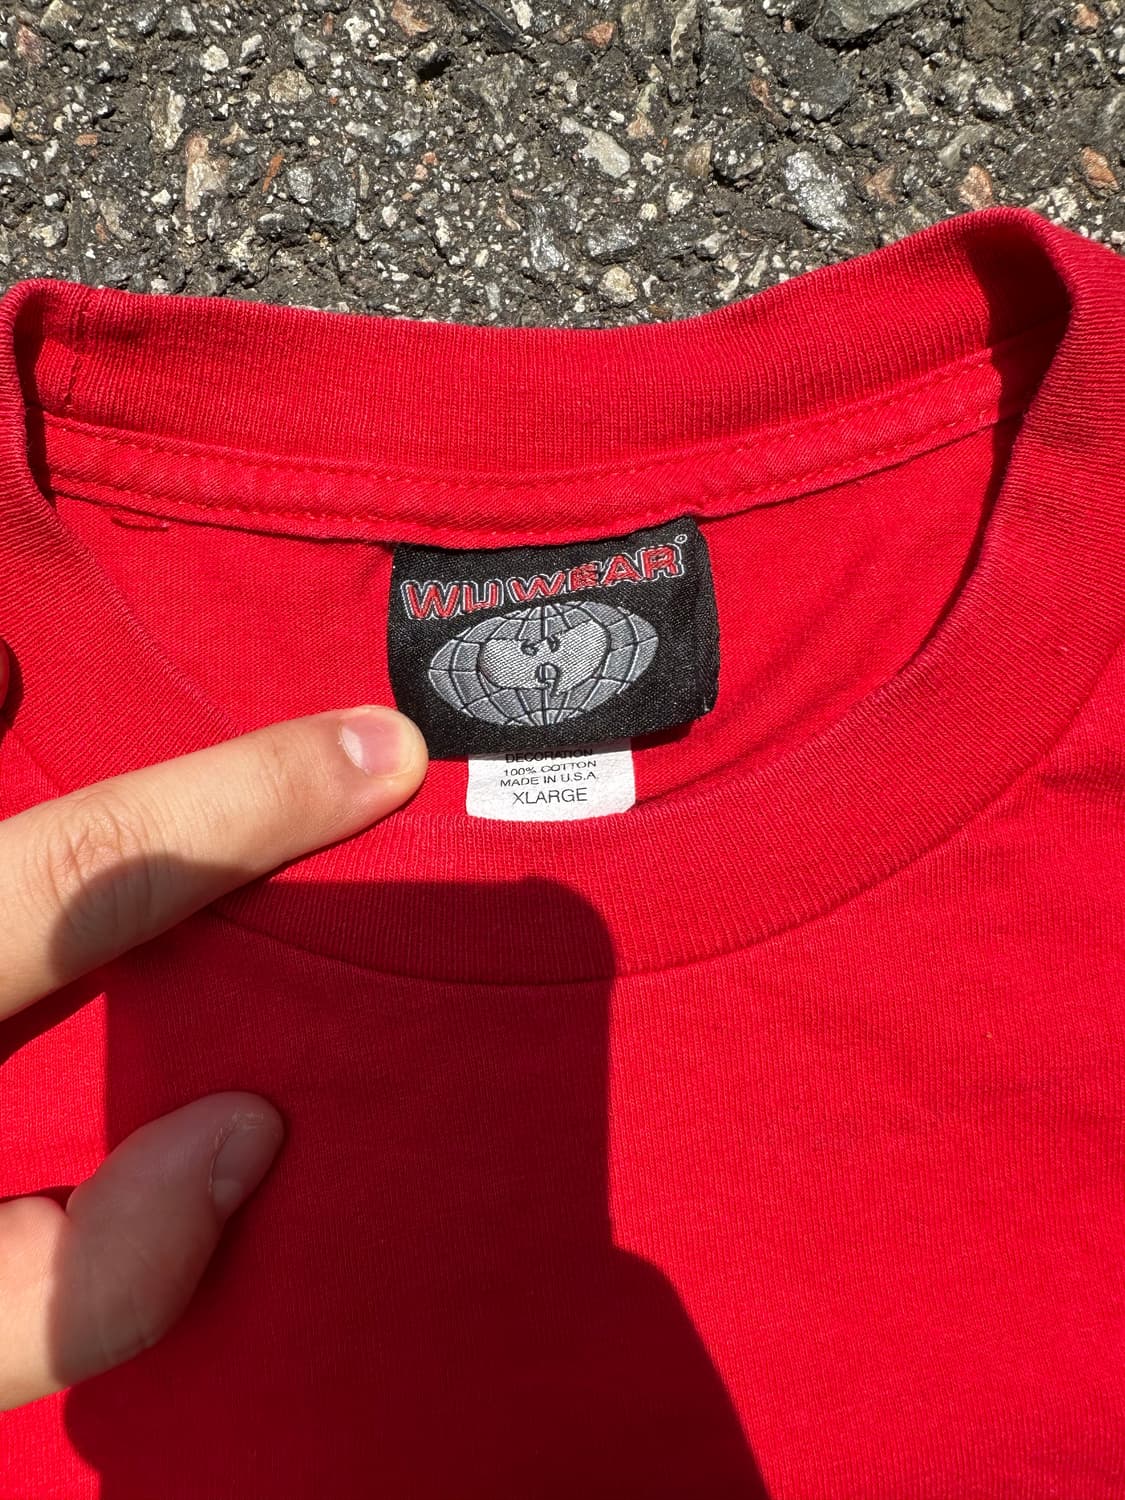 WU WEAR®
DECORATION
100% COTTON
MADE IN U.S.A
XLARGE